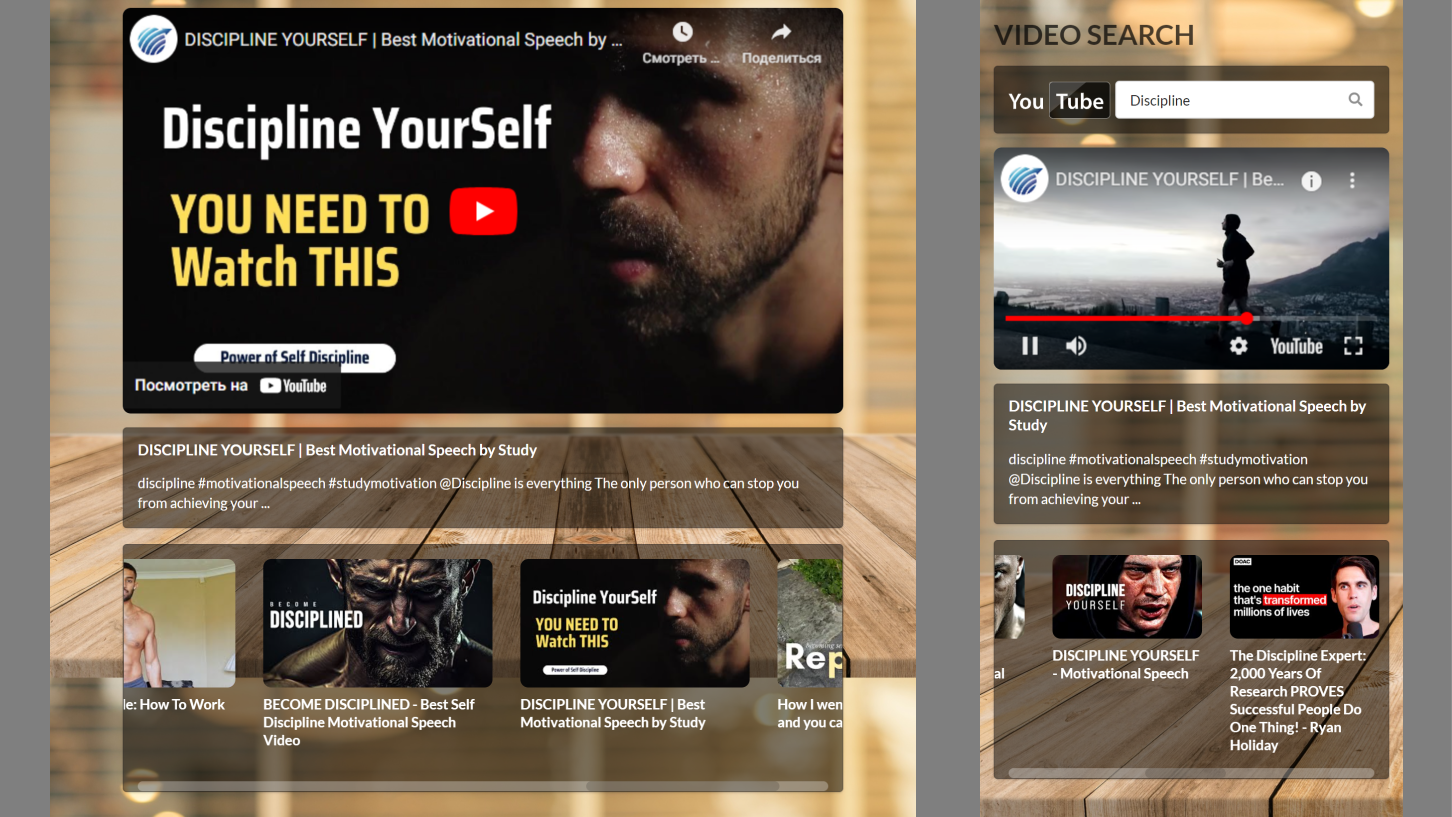 DISCIPLINE YOURSELF | Best Motivational Speech by ...
Смотреть ...
Поделиться
Discipline YourSelf
YOU NEED TO
Watch THIS
Power of Self Discipline
Посмотреть на YouTube
DISCIPLINE YOURSELF | Best Motivational Speech by Study
discipline #motivationalspeech #studymotivation @Discipline is everything The only person who can stop you
from achieving your ...
le: How To Work
BECOME
DISCIPLINED
BECOME DISCIPLINED - Best Self
Discipline Motivational Speech
Video
Discipline YourSelf
YOU NEED TO
Watch THIS
Power of Self Discipline
DISCIPLINE YOURSELF | Best
Motivational Speech by Study
Rep
How I wen
and you ca
VIDEO SEARCH
You Tube
Discipline
DISCIPLINE YOURSELF | Be...
YouTube
DISCIPLINE YOURSELF | Best Motivational Speech by
Study
discipline #motivationalspeech #studymotivation
@Discipline is everything The only person who can stop you
from achieving your ...
al
DISCIPLINE
YOURSELF
DISCIPLINE YOURSELF
- Motivational Speech
DOAC
the one habit
that's transformed
millions of lives
The Discipline Expert:
2,000 Years Of
Research PROVES
Successful People Do
One Thing! - Ryan
Holiday